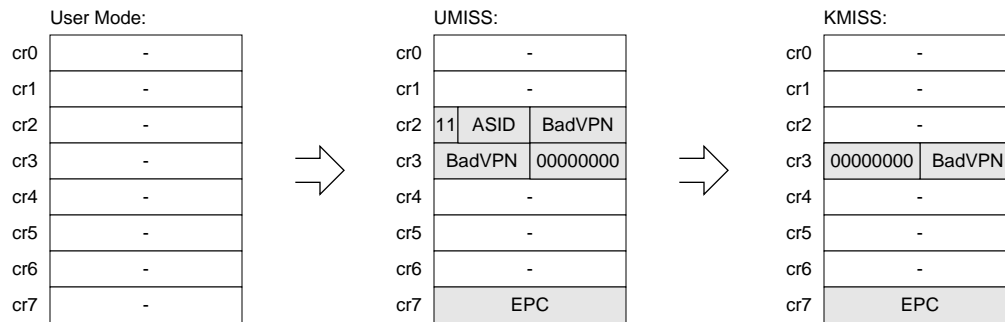 User Mode: UMISS: KMISS:
cr0 - cr0 - cr0 -
cr1 - cr1 - cr1 -
cr2 - cr2 11 ASID BadVPN cr2 -
cr3 - cr3 BadVPN 00000000 cr3 00000000 BadVPN
cr4 - cr4 - cr4 -
cr5 - cr5 - cr5 -
cr6 - cr6 - cr6 -
cr7 - cr7 EPC cr7 EPC